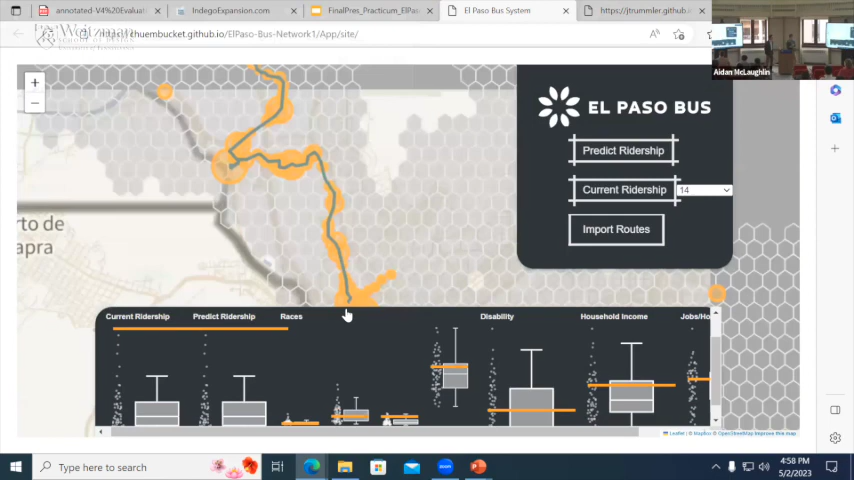 annotated-V4%20Evaluat
IndegoExpansion.com
FinalPres_Practicum_ElPas
El Paso Bus System
https://jtrummler.github.i
Weitzman
chuembucket.github.io/ElPaso-Bus-Network1/App/site/
Aidan McLaughlin
+
−
EL PASO BUS
Predict Ridership
Current Ridership
14
Import Routes
to de
apra
Current Ridership
Predict Ridership
Races
Disability
Household Income
Jobs/Ho
Leaflet | © Mapbox © OpenStreetMap Improve this map
Type here to search
4:58 PM
5/2/2023